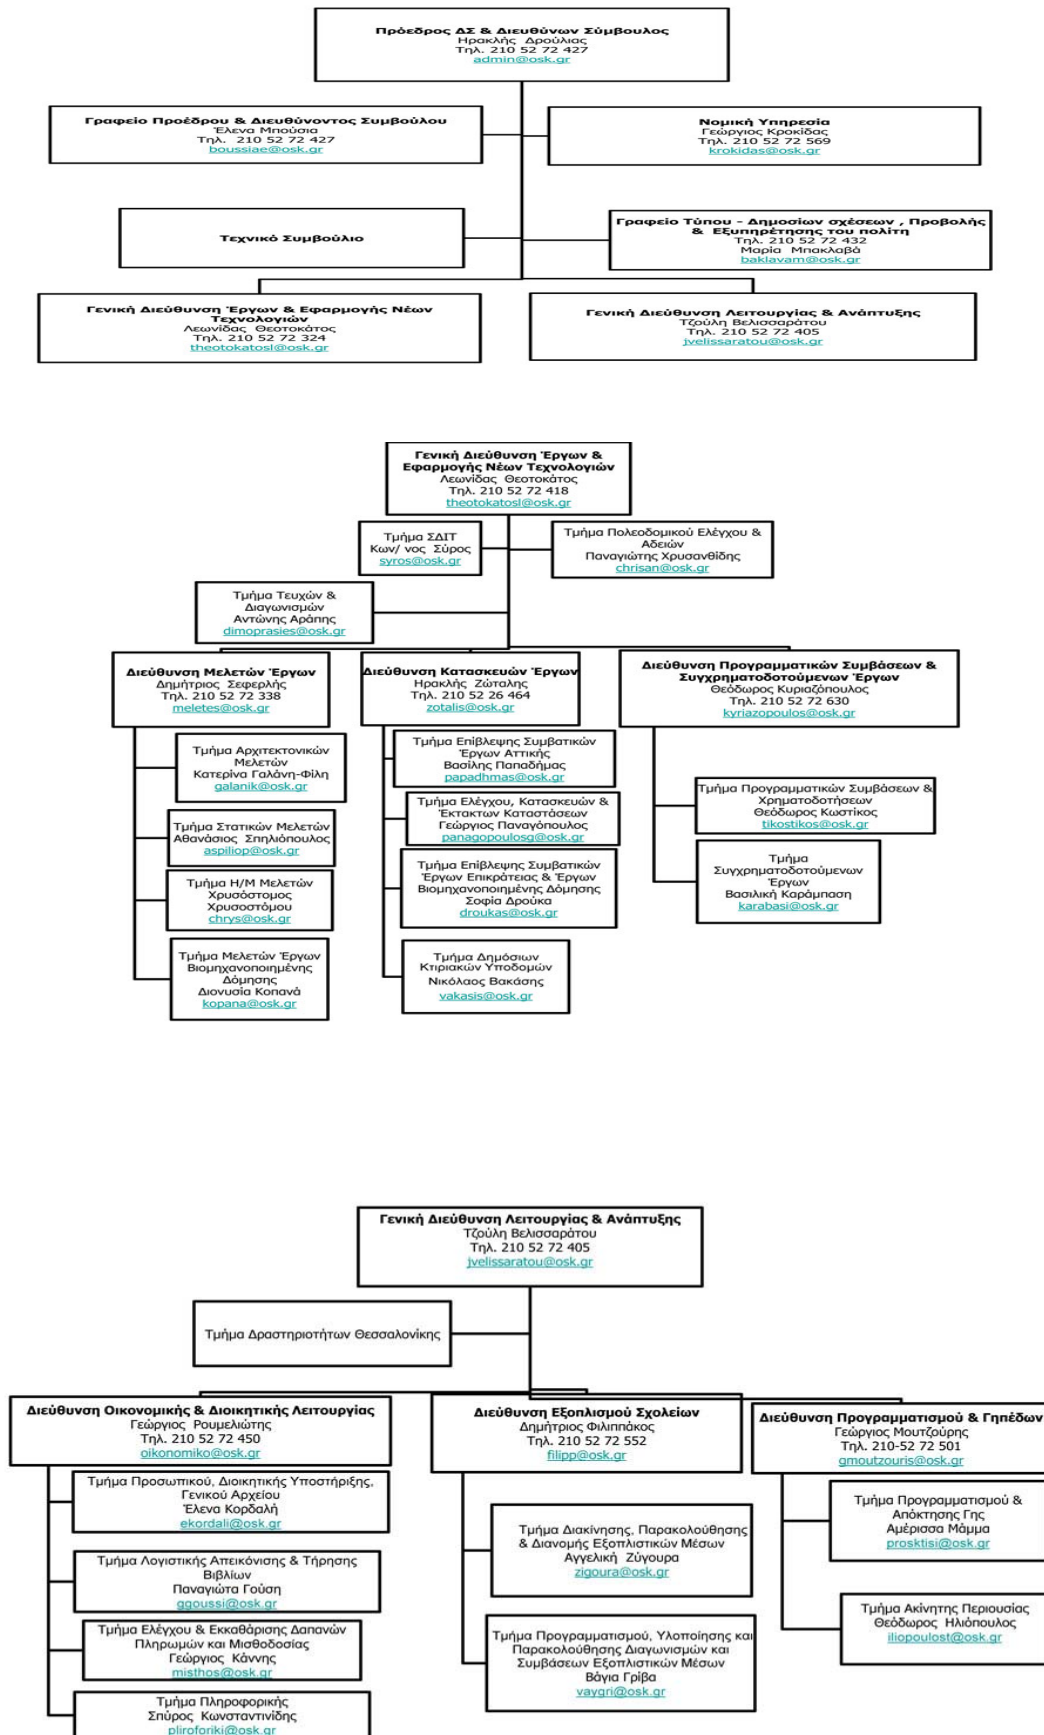 Πρόεδρος ΔΣ & Διευθύνων Σύμβουλος
Ηρακλής Δρούλιας
Τηλ. 210 52 72 427
admin@osk.gr
Γραφείο Προέδρου & Διευθύνοντος Συμβούλου
Έλενα Μπούσια
Τηλ. 210 52 72 427
boussiae@osk.gr
Νομική Υπηρεσία
Γεώργιος Κροκίδας
Τηλ. 210 52 72 569
krokidas@osk.gr
Τεχνικό Συμβούλιο
Γραφείο Τύπου - Δημοσίων σχέσεων , Προβολής
& Εξυπηρέτησης του πολίτη
Τηλ. 210 52 72 432
Μαρία Μπακλαβά
baklavam@osk.gr
Γενική Διεύθυνση Έργων & Εφαρμογής Νέων
Τεχνολογιών
Λεωνίδας Θεοτοκάτος
Τηλ. 210 52 72 324
theotokatosl@osk.gr
Γενική Διεύθυνση Λειτουργίας & Ανάπτυξης
Τζούλη Βελισσαράτου
Τηλ. 210 52 72 405
jvelissaratou@osk.gr
Γενική Διεύθυνση Έργων &
Εφαρμογής Νέων Τεχνολογιών
Λεωνίδας Θεοτοκάτος
Τηλ. 210 52 72 418
theotokatosl@osk.gr
Τμήμα ΣΔΙΤ
Κων/ νος Σύρος
syros@osk.gr
Τμήμα Πολεοδομικού Ελέγχου &
Αδειών
Παναγιώτης Χρυσανθίδης
chrisan@osk.gr
Τμήμα Τευχών &
Διαγωνισμών
Αντώνης Αράπης
dimoprasies@osk.gr
Διεύθυνση Μελετών Έργων
Δημήτριος Σεφερλής
Τηλ. 210 52 72 338
meletes@osk.gr
Διεύθυνση Κατασκευών Έργων
Ηρακλής Ζώταλης
Τηλ. 210 52 26 464
zotalis@osk.gr
Διεύθυνση Προγραμματικών Συμβάσεων &
Συγχρηματοδοτούμενων Έργων
Θεόδωρος Κυριαζόπουλος
Τηλ. 210 52 72 630
kyriazopoulos@osk.gr
Τμήμα Αρχιτεκτονικών
Μελετών
Κατερίνα Γαλάνη-Φίλη
galanik@osk.gr
Τμήμα Στατικών Μελετών
Αθανάσιος Σπηλιόπουλος
aspiliop@osk.gr
Τμήμα Η/Μ Μελετών
Χρυσόστομος
Χρυσοστόμου
chrys@osk.gr
Τμήμα Μελετών Έργων
Βιομηχανοποιημένης
Δόμησης
Διονυσία Κοπανά
kopana@osk.gr
Τμήμα Επίβλεψης Συμβατικών
Έργων Αττικής
Βασίλης Παπαδήμας
papadhmas@osk.gr
Τμήμα Ελέγχου, Κατασκευών &
Έκτακτων Καταστάσεων
Γεώργιος Παναγόπουλος
panagopoulosg@osk.gr
Τμήμα Επίβλεψης Συμβατικών
Έργων Επικράτειας & Έργων
Βιομηχανοποιημένης Δόμησης
Σοφία Δρούκα
droukas@osk.gr
Τμήμα Δημόσιων
Κτιριακών Υποδομών
Νικόλαος Βακάσης
vakasis@osk.gr
Τμήμα Προγραμματικών Συμβάσεων &
Χρηματοδοτήσεων
Θεόδωρος Κωστίκος
tikostikos@osk.gr
Τμήμα
Συγχρηματοδοτούμενων
Έργων
Βασιλική Καράμπαση
karabasi@osk.gr
Γενική Διεύθυνση Λειτουργίας & Ανάπτυξης
Τζούλη Βελισσαράτου
Τηλ. 210 52 72 405
jvelissaratou@osk.gr
Τμήμα Δραστηριοτήτων Θεσσαλονίκης
Διεύθυνση Οικονομικής & Διοικητικής Λειτουργίας
Γεώργιος Ρουμελιώτης
Τηλ. 210 52 72 450
oikonomiko@osk.gr
Διεύθυνση Εξοπλισμού Σχολείων
Δημήτριος Φιλιππάκος
Τηλ. 210 52 72 552
filipp@osk.gr
Διεύθυνση Προγραμματισμού & Γηπέδων
Γεώργιος Μουτζούρης
Τηλ. 210-52 72 501
gmoutzouris@osk.gr
Τμήμα Προσωπικού, Διοικητικής Υποστήριξης,
Γενικού Αρχείου
Έλενα Κορδαλή
ekordali@osk.gr
Τμήμα Λογιστικής Απεικόνισης & Τήρησης
Βιβλίων
Παναγιώτα Γούση
ggoussi@osk.gr
Τμήμα Ελέγχου & Εκκαθάρισης Δαπανών
Πληρωμών και Μισθοδοσίας
Γεώργιος Κάννης
misthos@osk.gr
Τμήμα Πληροφορικής
Σπύρος Κωνσταντινίδης
pliroforiki@osk.gr
Τμήμα Διακίνησης, Παρακολούθησης
& Διανομής Εξοπλιστικών Μέσων
Αγγελική Ζύγουρα
zigoura@osk.gr
Τμήμα Προγραμματισμού, Υλοποίησης και
Παρακολούθησης Διαγωνισμών και
Συμβάσεων Εξοπλιστικών Μέσων
Βάγια Γρίβα
vaygri@osk.gr
Τμήμα Προγραμματισμού &
Απόκτησης Γης
Αμέρισσα Μάμμα
prosktisi@osk.gr
Τμήμα Ακίνητης Περιουσίας
Θεόδωρος Ηλιόπουλος
iliopoulost@osk.gr